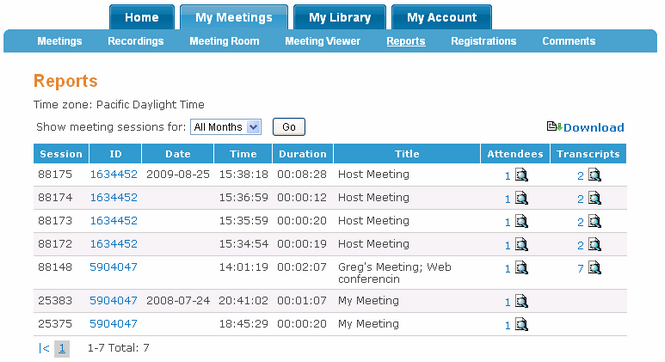 Home My Meetings My Library My Account
Meetings Recordings Meeting Room Meeting Viewer Reports Registrations Comments
Reports
Time zone: Pacific Daylight Time
Show meeting sessions for: All Months Go Download
Session ID Date Time Duration Title Attendees Transcripts
88175 1634452 2009-08-25 15:38:18 00:08:28 Host Meeting 1 2
88174 1634452 15:36:59 00:00:12 Host Meeting 1 2
88173 1634452 15:35:59 00:00:20 Host Meeting 1 2
88172 1634452 15:34:54 00:00:19 Host Meeting 1 2
88148 5904047 14:01:19 00:02:07 Greg's Meeting; Web 1 7
conferencin
25383 5904047 2008-07-24 20:41:02 00:01:07 My Meeting 1
25375 5904047 18:45:29 00:00:20 My Meeting 1
|< 1 1-7 Total: 7